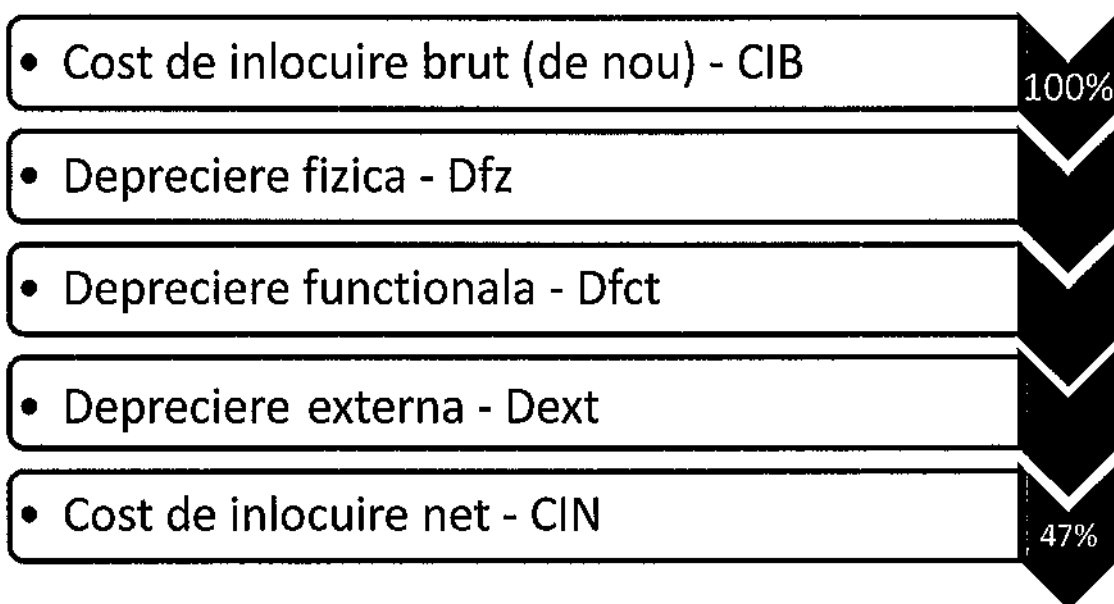 • Cost de inlocuire brut (de nou) - CIB
100%
• Depreciere fizica - Dfz
• Depreciere functionala - Dfct
• Depreciere externa - Dext
• Cost de inlocuire net - CIN
47%